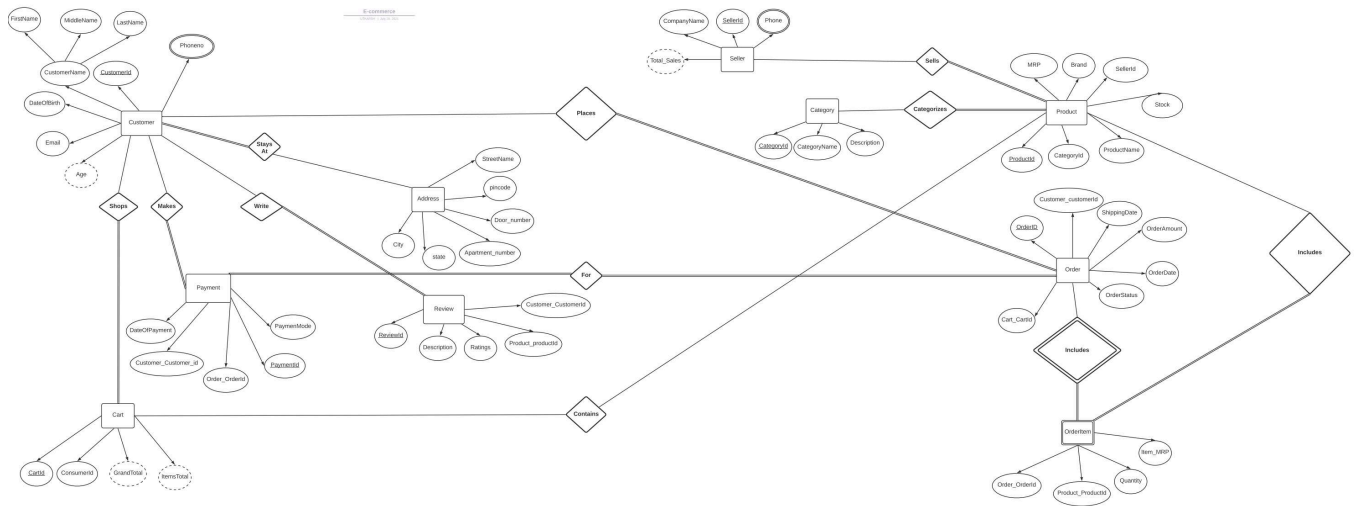 E-commerce
FirstName
MiddleName
LastName
Phoneno
CustomerName
CustomerId
DateOfBirth
Customer
Email
Age
Stays
At
Places
Shops
Makes
Write
Address
StreetName
pincode
Door_number
Apartment_number
state
City
CompanyName
SellerId
Phone
Total_Sales
Seller
Sells
MRP
Brand
SellerId
Stock
Product
Category
Categorizes
CategoryId
CategoryName
Description
ProductId
CategoryId
ProductName
Customer_customerId
ShippingDate
OrderID
OrderAmount
Order
OrderDate
OrderStatus
Cart_CartId
Includes
Includes
For
Payment
DateOfPayment
PaymenMode
Customer_Customer_id
Order_OrderId
PaymentId
Review
Customer_CustomerId
ReviewId
Description
Ratings
Product_productId
Cart
Contains
CartId
ConsumerId
GrandTotal
ItemsTotal
OrderItem
Item_MRP
Order_OrderId
Product_ProductId
Quantity